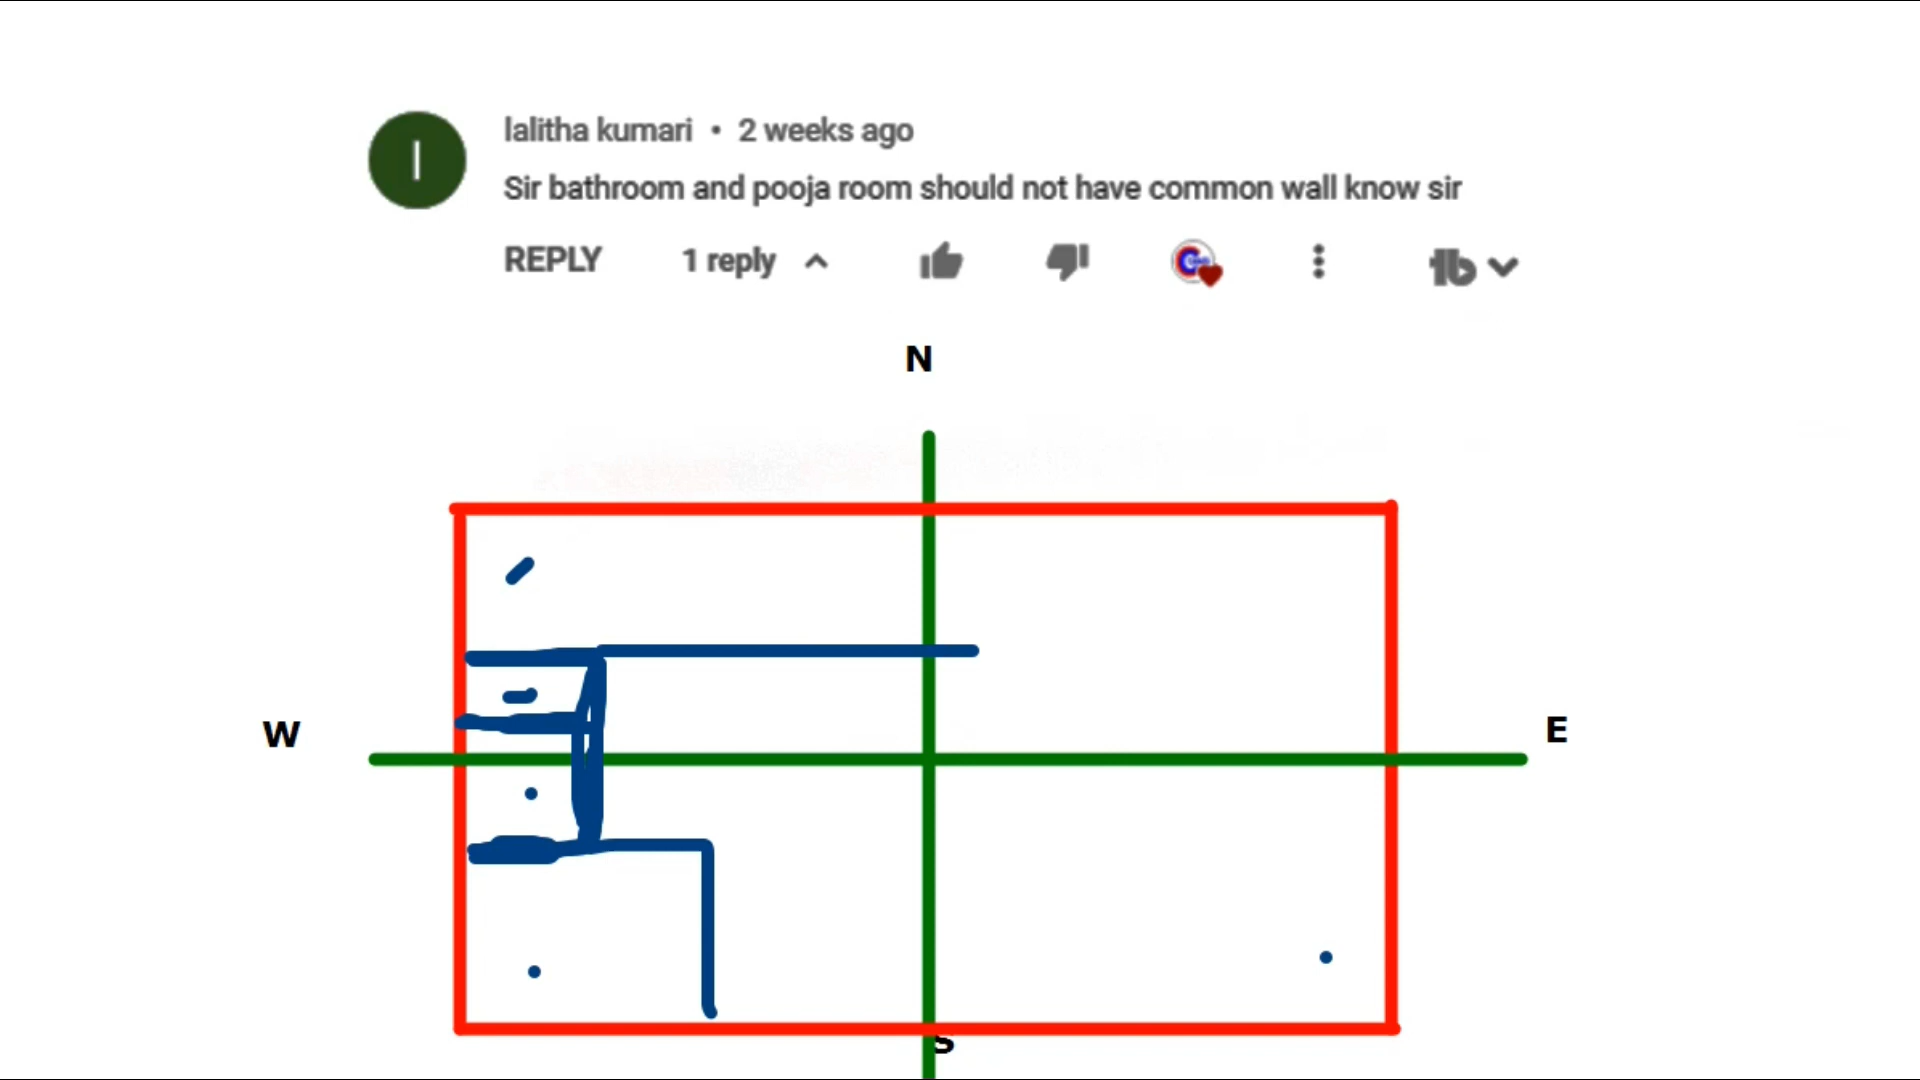 lalitha kumari • 2 weeks ago
Sir bathroom and pooja room should not have common wall know sir
REPLY 1 reply
N
W
E
S